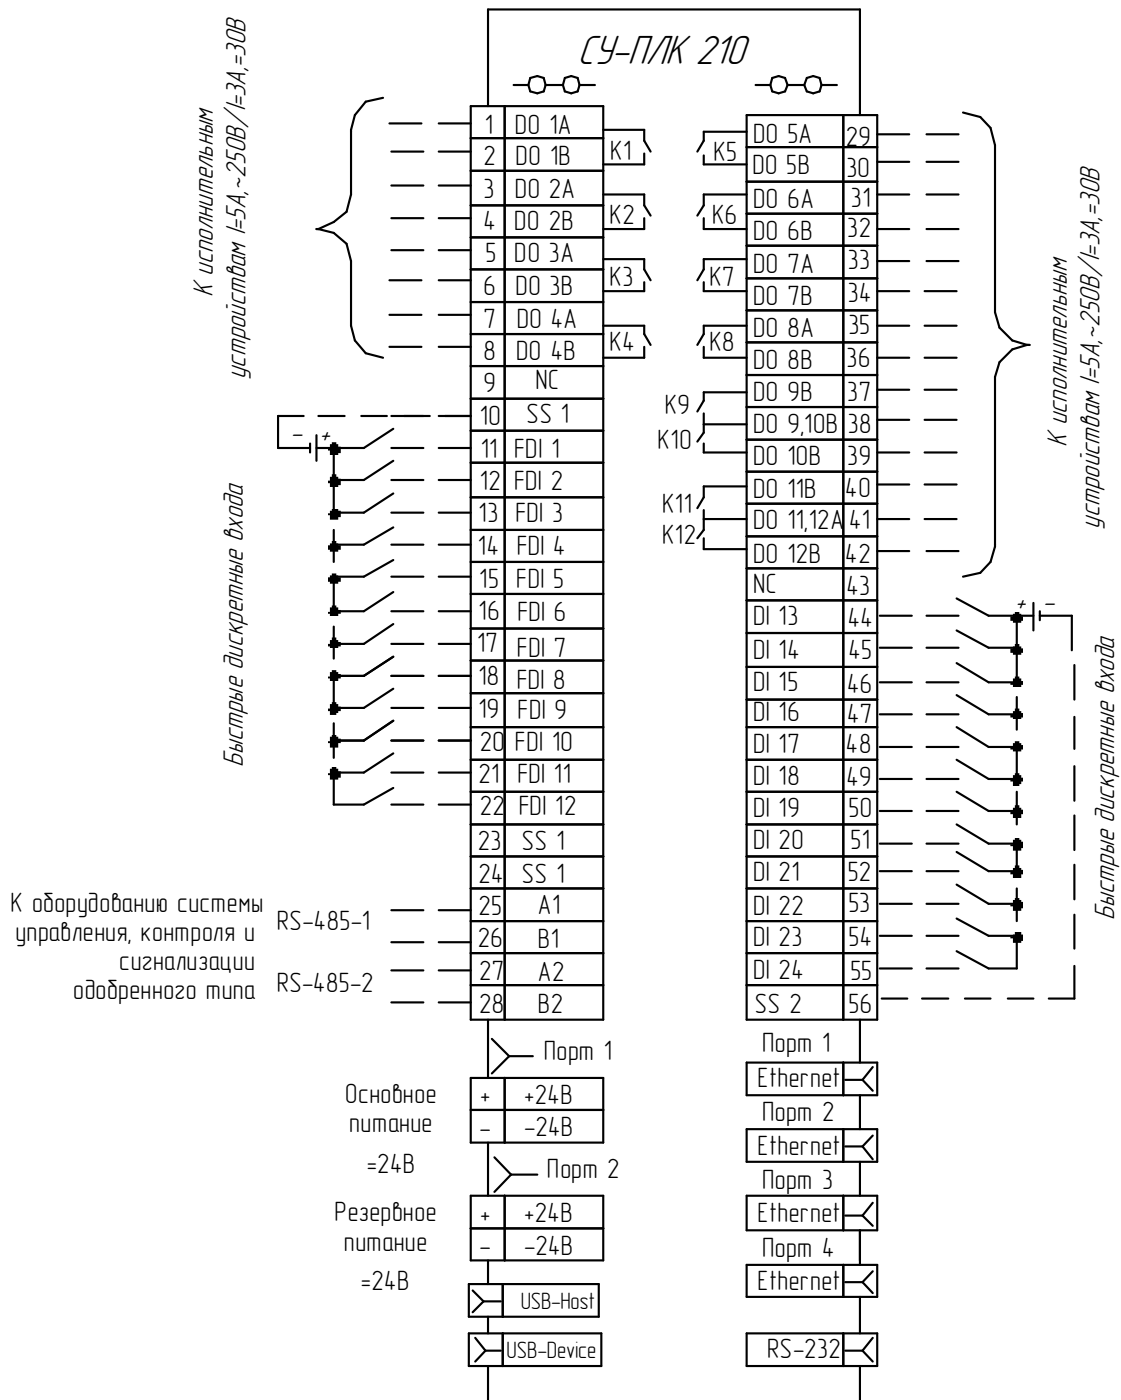 СУ-ПЛК 210
К исполнительным
устройствам I=5А,~250В/I=3А,=30В
1 DO 1A
2 DO 1B
K1
3 DO 2A
4 DO 2B
K2
5 DO 3A
6 DO 3B
K3
7 DO 4A
8 DO 4B
K4
9 NC
10 SS 1
- +
11 FDI 1
12 FDI 2
13 FDI 3
14 FDI 4
15 FDI 5
16 FDI 6
17 FDI 7
18 FDI 8
19 FDI 9
20 FDI 10
21 FDI 11
22 FDI 12
Быстрые дискретные входа
23 SS 1
24 SS 1
25 A1
26 B1
27 A2
28 B2
К оборудованию системы
управления, контроля и
сигнализации
одобренного типа
RS-485-1
RS-485-2
Порт 1
Основное
питание
=24В
+ +24В
- -24В
Порт 2
Резервное
питание
=24В
+ +24В
- -24В
USB-Host
USB-Device
K5
DO 5A 29
DO 5B 30
K6
DO 6A 31
DO 6B 32
K7
DO 7A 33
DO 7B 34
K8
DO 8A 35
DO 8B 36
K9
DO 9B 37
DO 9,10B 38
K10
DO 10B 39
K11
DO 11B 40
DO 11,12A 41
K12
DO 12B 42
NC 43
К исполнительным
устройствам I=5А,~250В/I=3А,=30В
DI 13 44
+ -
DI 14 45
DI 15 46
DI 16 47
DI 17 48
DI 18 49
DI 19 50
DI 20 51
DI 21 52
DI 22 53
DI 23 54
DI 24 55
SS 2 56
Быстрые дискретные входа
Порт 1
Ethernet
Порт 2
Ethernet
Порт 3
Ethernet
Порт 4
Ethernet
RS-232